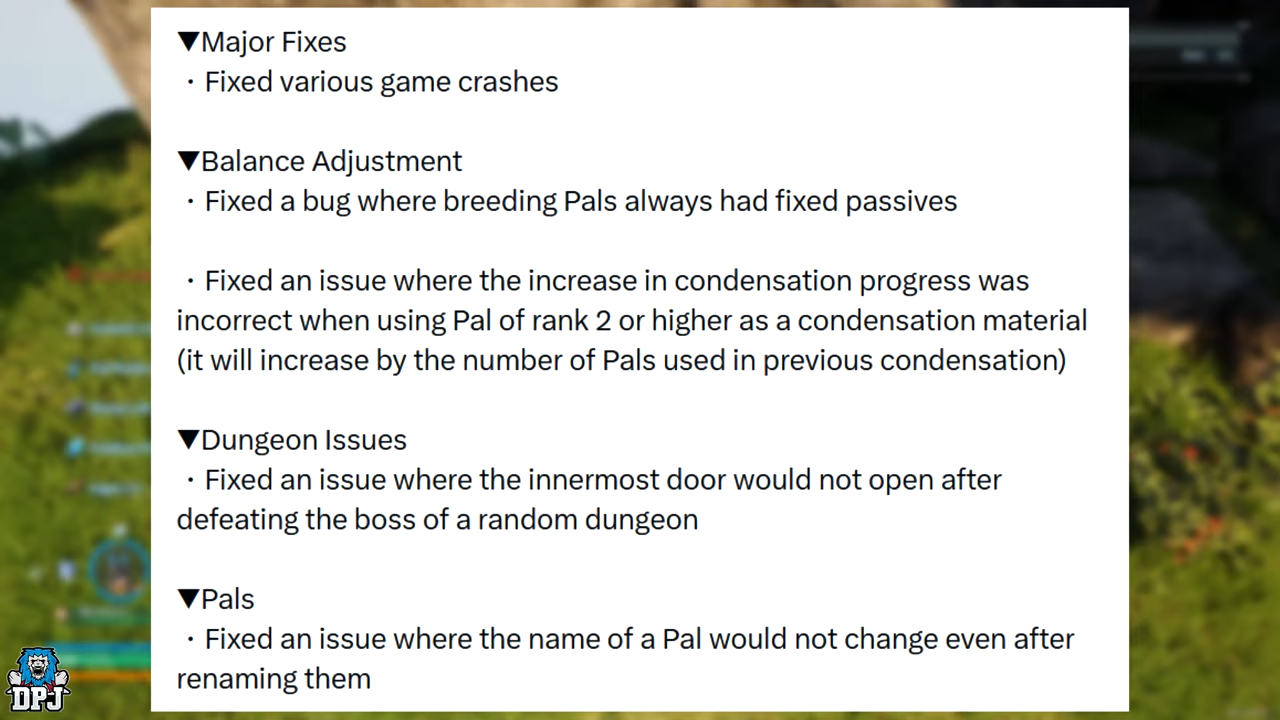 ▼Major Fixes
・Fixed various game crashes
▼Balance Adjustment
・Fixed a bug where breeding Pals always had fixed passives
・Fixed an issue where the increase in condensation progress was
incorrect when using Pal of rank 2 or higher as a condensation material
(it will increase by the number of Pals used in previous condensation)
▼Dungeon Issues
・Fixed an issue where the innermost door would not open after
defeating the boss of a random dungeon
▼Pals
・Fixed an issue where the name of a Pal would not change even after
renaming them
DPJ